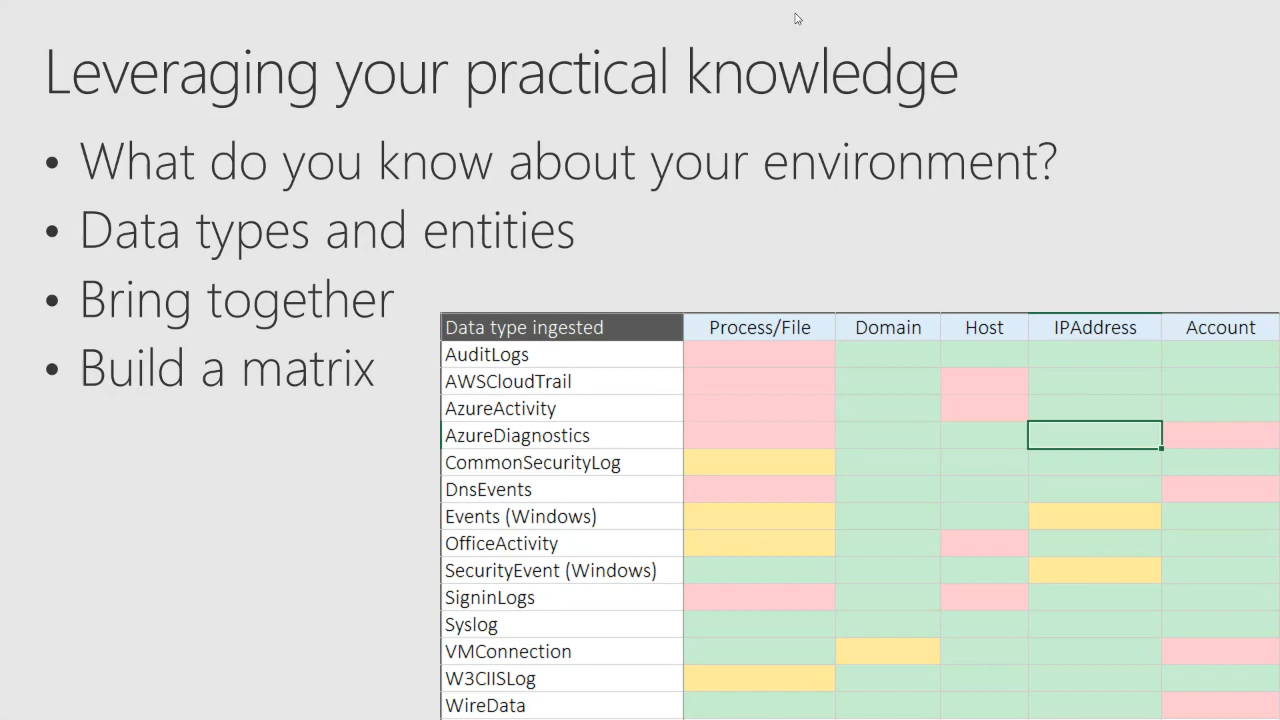 Leveraging your practical knowledge
• What do you know about your environment?
• Data types and entities
• Bring together
• Build a matrix
Data type ingested Process/File Domain Host IPAddress Account
AuditLogs
AWSCloudTrail
AzureActivity
AzureDiagnostics
CommonSecurityLog
DnsEvents
Events (Windows)
OfficeActivity
SecurityEvent (Windows)
SigninLogs
Syslog
VMConnection
W3CIISLog
WireData